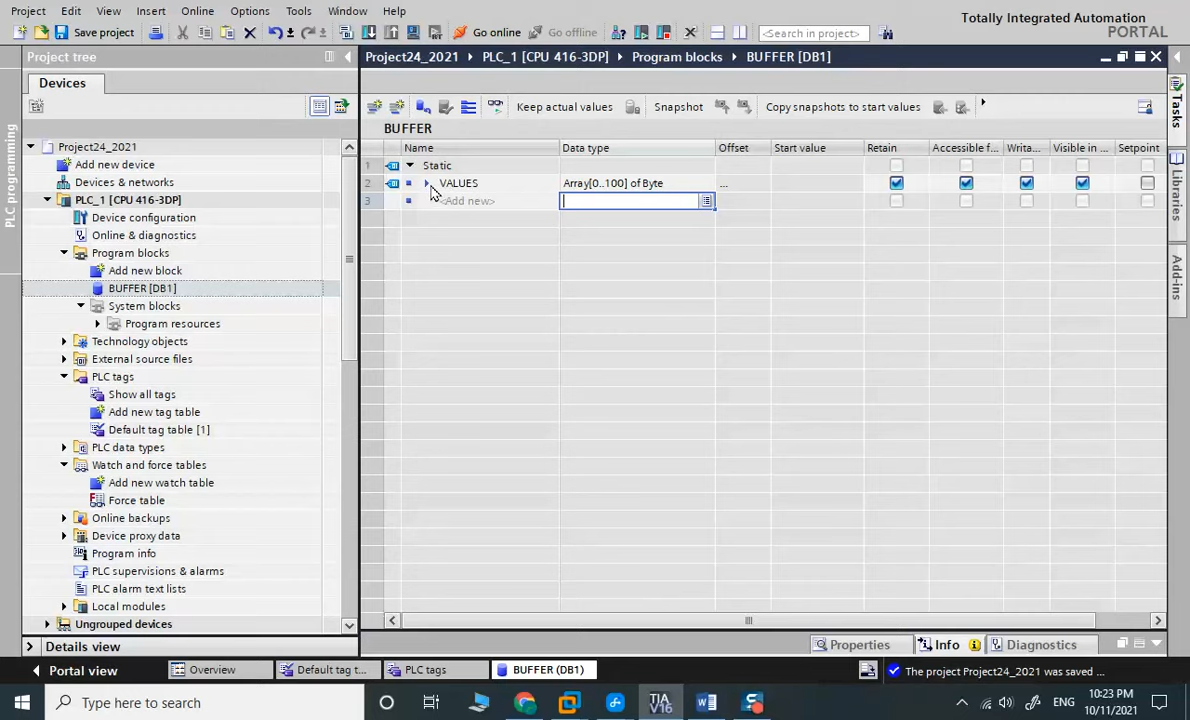 Project Edit View Insert Online Options Tools Window Help
Totally Integrated Automation
PORTAL
Save project Go online Go offline <Search in project>
Project tree
Project24_2021 PLC_1 [CPU 416-3DP] Program blocks BUFFER [DB1]
Devices
Keep actual values Snapshot Copy snapshots to start values
BUFFER
Name Data type Offset Start value Retain Accessible f... Writa... Visible in ... Setpoint
1 Static
2 VALUES Array[0..100] of Byte ...
3 <Add new>
Project24_2021
Add new device
Devices & networks
PLC_1 [CPU 416-3DP]
Device configuration
Online & diagnostics
Program blocks
Add new block
BUFFER [DB1]
System blocks
Program resources
Technology objects
External source files
PLC tags
Show all tags
Add new tag table
Default tag table [1]
PLC data types
Watch and force tables
Add new watch table
Force table
Online backups
Device proxy data
Program info
PLC supervisions & alarms
PLC alarm text lists
Local modules
Ungrouped devices
Details view
PLC programming
Tasks
Libraries
Add-ins
Properties Info Diagnostics
Portal view Overview Default tag t... PLC tags BUFFER (DB1) The project Project24_2021 was saved ...
Type here to search
TIA
V16
ENG
10:23 PM
10/11/2021